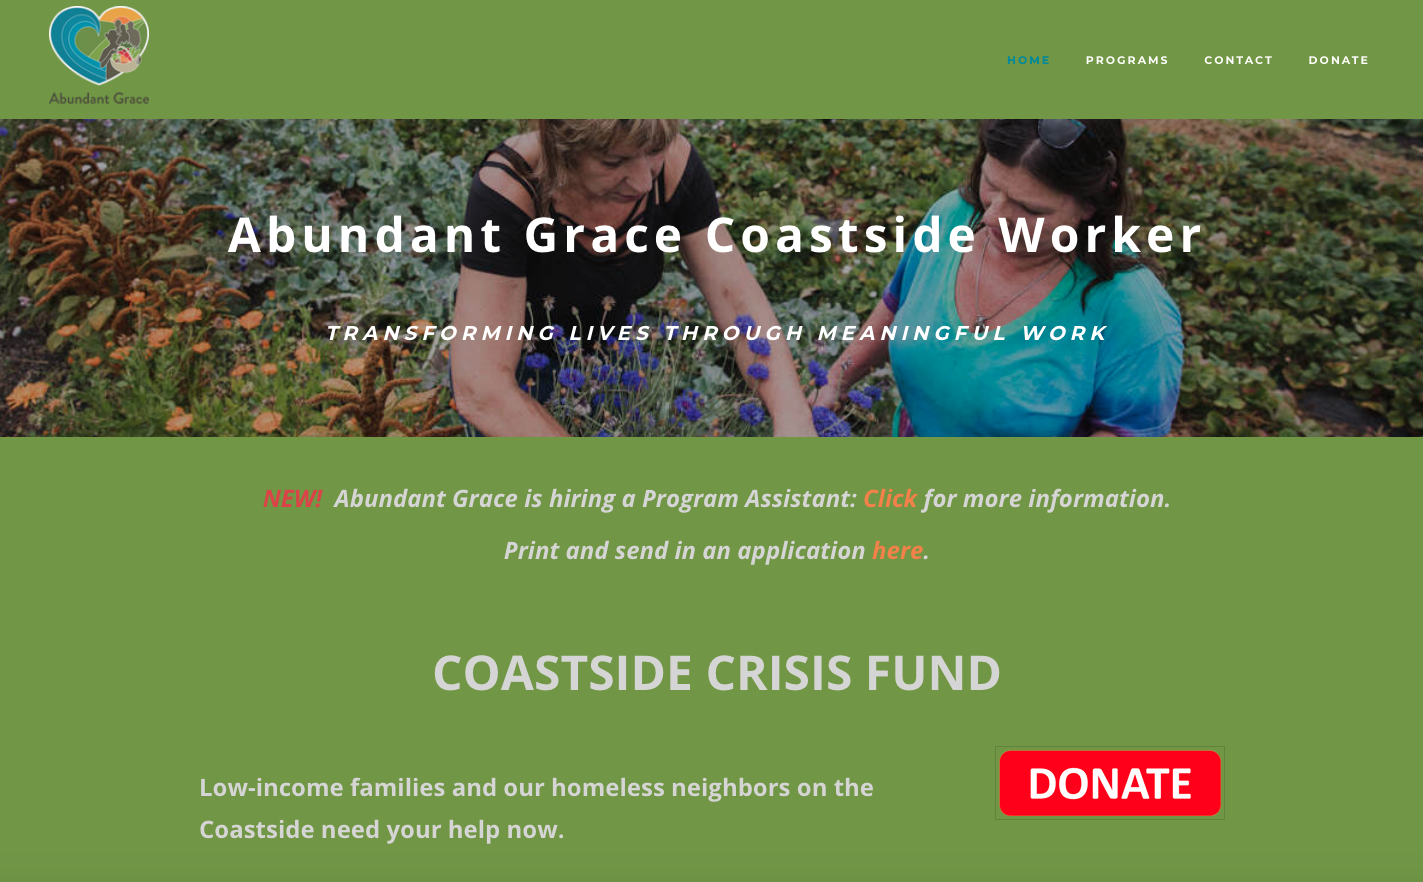 Abundant Grace
HOME PROGRAMS CONTACT DONATE
Abundant Grace Coastside Worker
TRANSFORMING LIVES THROUGH MEANINGFUL WORK
NEW! Abundant Grace is hiring a Program Assistant: Click for more information.
Print and send in an application here.
COASTSIDE CRISIS FUND
Low-income families and our homeless neighbors on the
Coastside need your help now.
DONATE